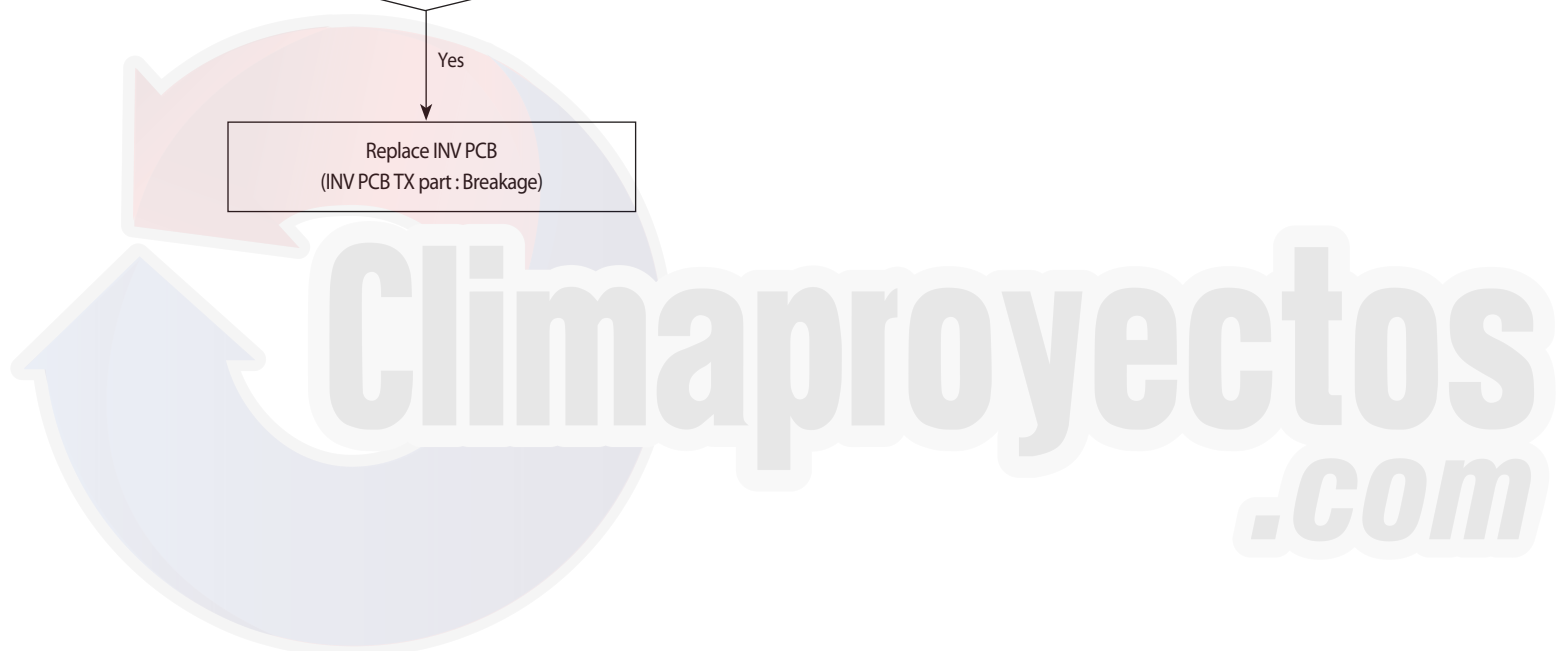 Yes
Replace INV PCB
(INV PCB TX part : Breakage)
Climaproyectos
.com